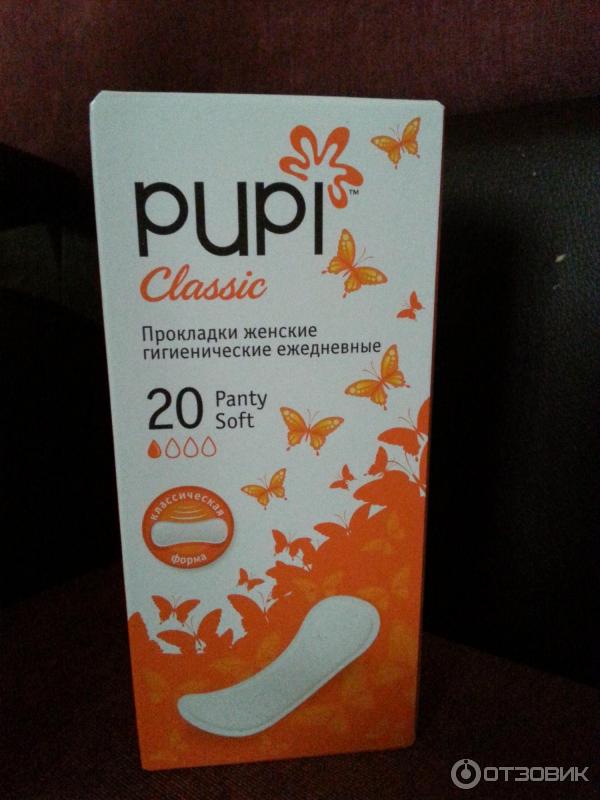 pupi™
Classic
Прокладки женские
гигиенические ежедневные
20 Panty
Soft
классическая
форма
ОТЗОВИК